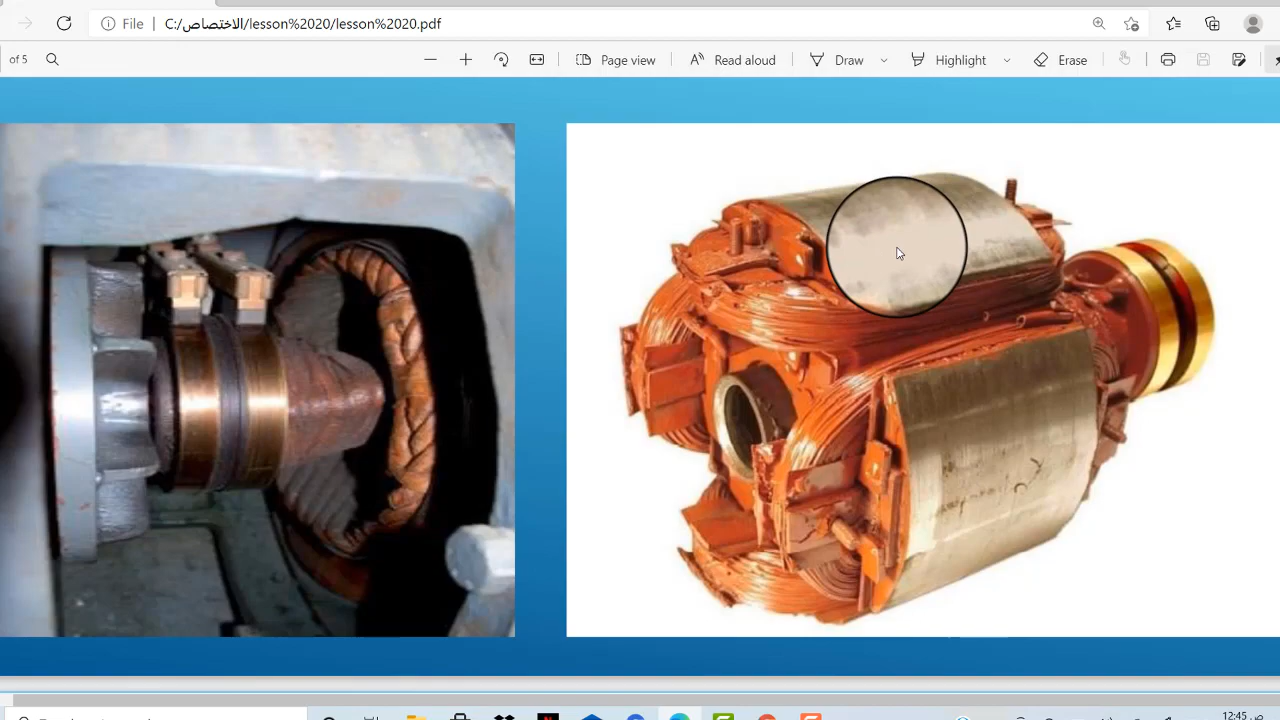 File C:/الاختصاص/lesson%2020/lesson%2020.pdf
of 5 Page view Read aloud Draw Highlight Erase
12:45 ص